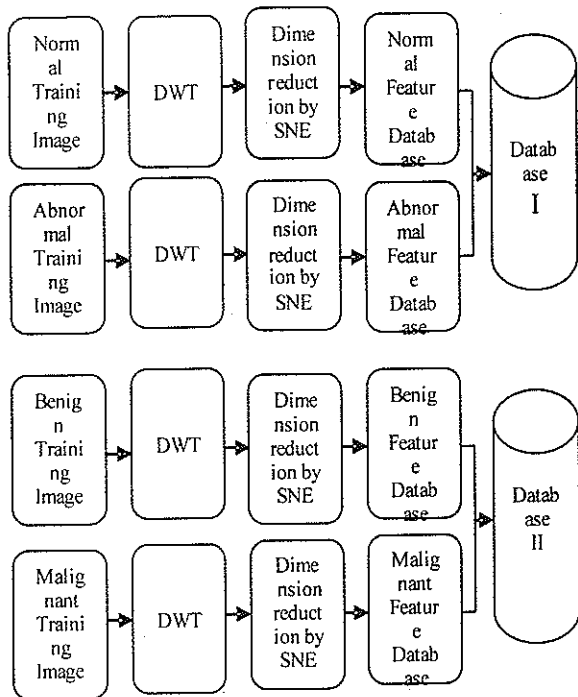 Norm
al
Traini
ng
Image
DWT
Dime
nsion
reduct
ion by
SNE
Norm
al
Featur
e
Datab
ase
Datab
ase
I
Abnor
mal
Traini
ng
Image
DWT
Dime
nsion
reduct
ion by
SNE
Abnor
mal
Featur
e
Datab
ase
Benig
n
Traini
ng
Image
DWT
Dime
nsion
reduct
ion by
SNE
Benig
n
Featur
e
Datab
ase
Datab
ase
II
Malig
nant
Traini
ng
Image
DWT
Dime
nsion
reduct
ion by
SNE
Malig
nant
Featur
e
Datab
ase